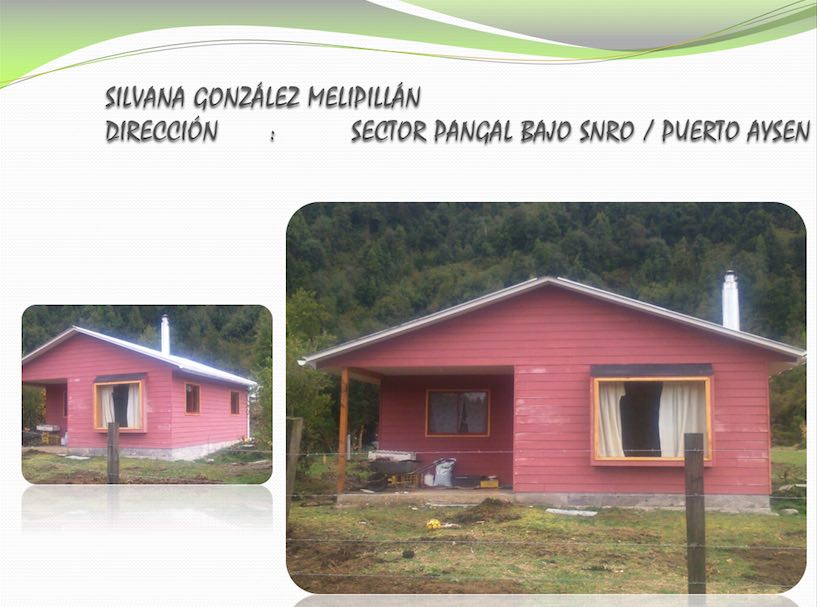 SILVANA GONZÁLEZ MELIPILLÁN
DIRECCIÓN : SECTOR PANGAL BAJO SNRO / PUERTO AYSEN